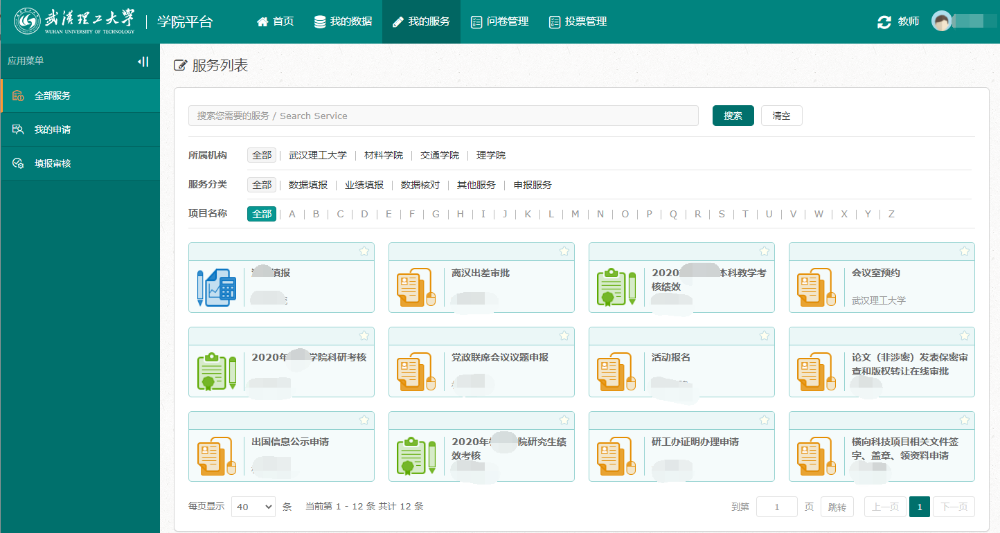 武汉理工大学
WUHAN UNIVERSITY OF TECHNOLOGY
学院平台
首页
我的数据
我的服务
问卷管理
投票管理
教师
应用菜单
全部服务
我的申请
填报审核
服务列表
搜索您需要的服务 / Search Service
搜索
清空
所属机构 全部 武汉理工大学 材料学院 交通学院 理学院
服务分类 全部 数据填报 业绩填报 数据核对 其他服务 申报服务
项目名称 全部 A B C D E F G H I J K L M N O P Q R S T U V W X Y Z
填报
离汉出差审批
2020 本科教学考
核绩效
会议室预约
武汉理工大学
2020年 学院科研考核
党政联席会议议题申报
活动报名
论文（非涉密）发表保密审
查和版权转让在线审批
出国信息公示申请
2020年 院研究生绩
效考核
研工办证明办理申请
横向科技项目相关文件签
字、盖章、领资料申请
每页显示 40 条 当前第 1 - 12 条 共计 12 条
到第 1 页 跳转 上一页 1 下一页